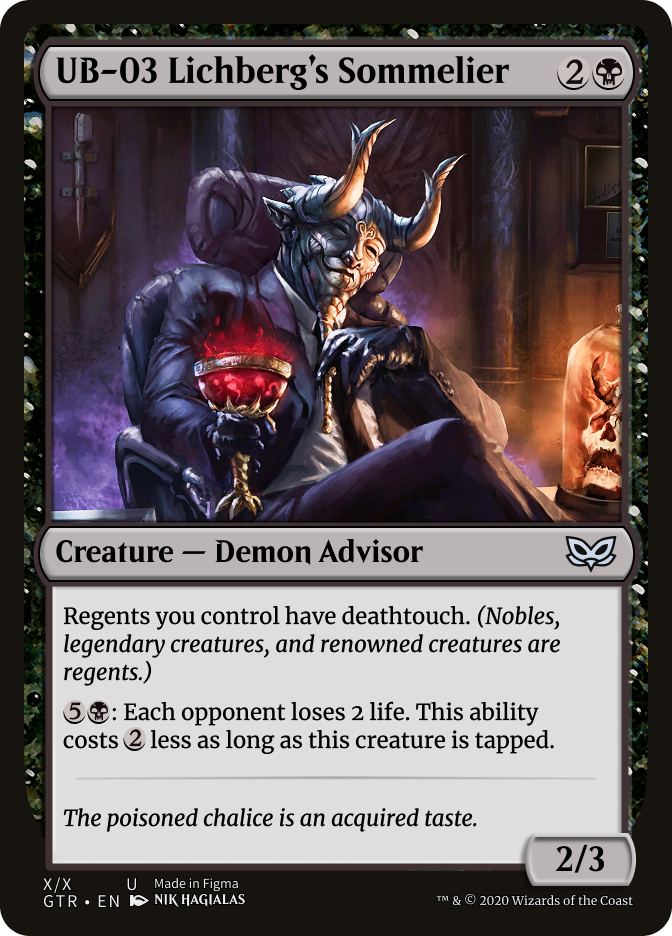 UB-03 Lichberg's Sommelier 2
Creature — Demon Advisor
Regents you control have deathtouch. (Nobles,
legendary creatures, and renowned creatures are
regents.)
5: Each opponent loses 2 life. This ability
costs 2 less as long as this creature is tapped.
The poisoned chalice is an acquired taste.
2/3
X/X U Made in Figma
GTR • EN NIK HAGIALAS ™ & © 2020 Wizards of the Coast